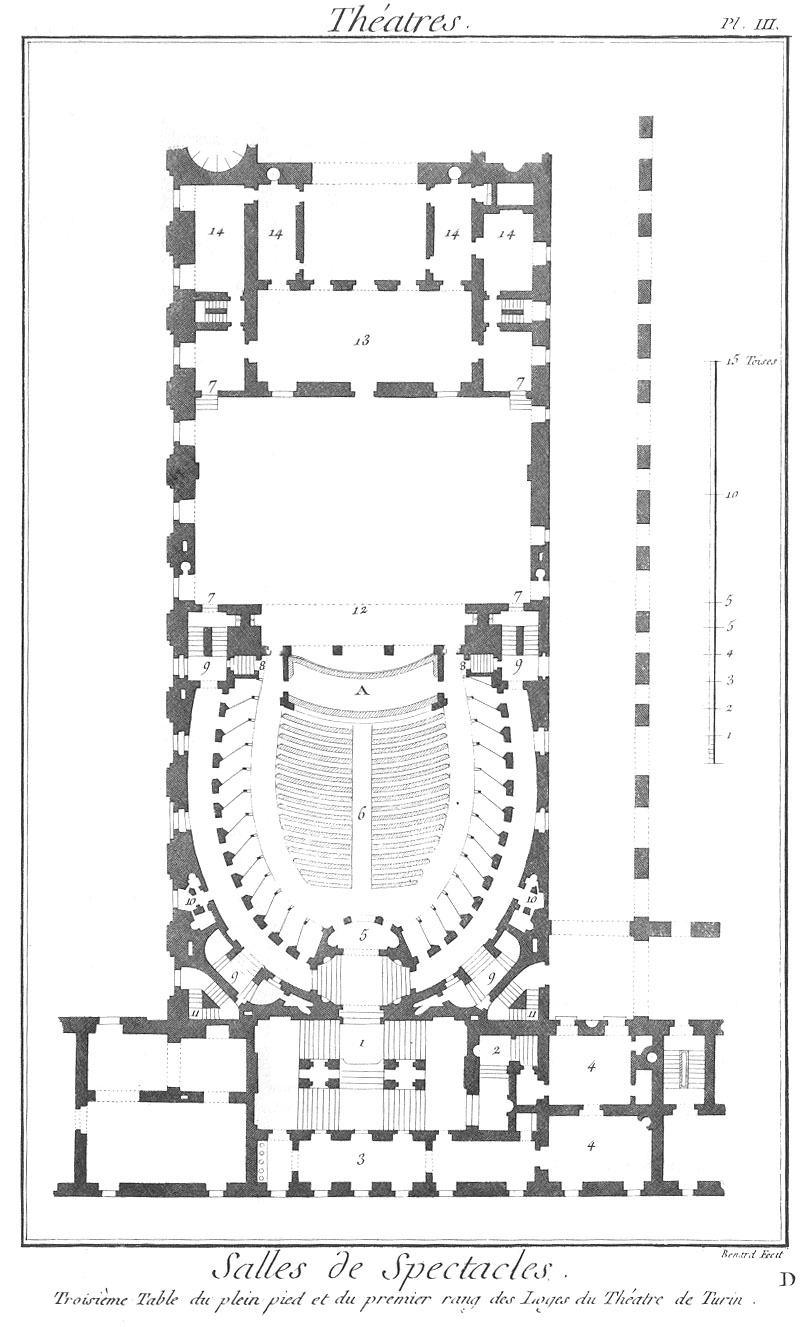 Théatres.
Pl. III.
14 14 14 14
13
15 Toises
7 7
10
7 12 7
5
5
9 8 8 9
4
A
3
2
1
6
10 10
5
9 9
11 11
1 2 4
3 4
Benard Fecit
Salles de Spectacles.
D
Troisième Table du plein pied et du premier rang des Loges du Théatre de Turin.